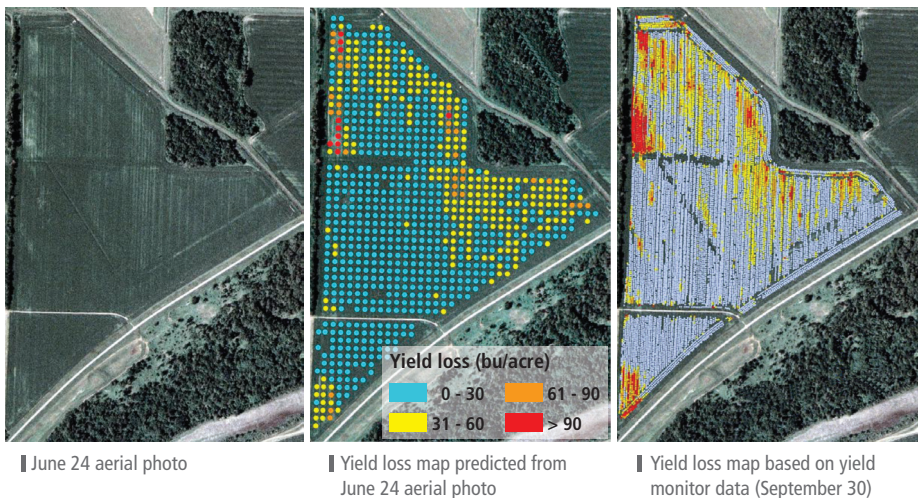 Yield loss (bu/acre)
0 - 30
61 - 90
31 - 60
> 90
June 24 aerial photo
Yield loss map predicted from
June 24 aerial photo
Yield loss map based on yield
monitor data (September 30)